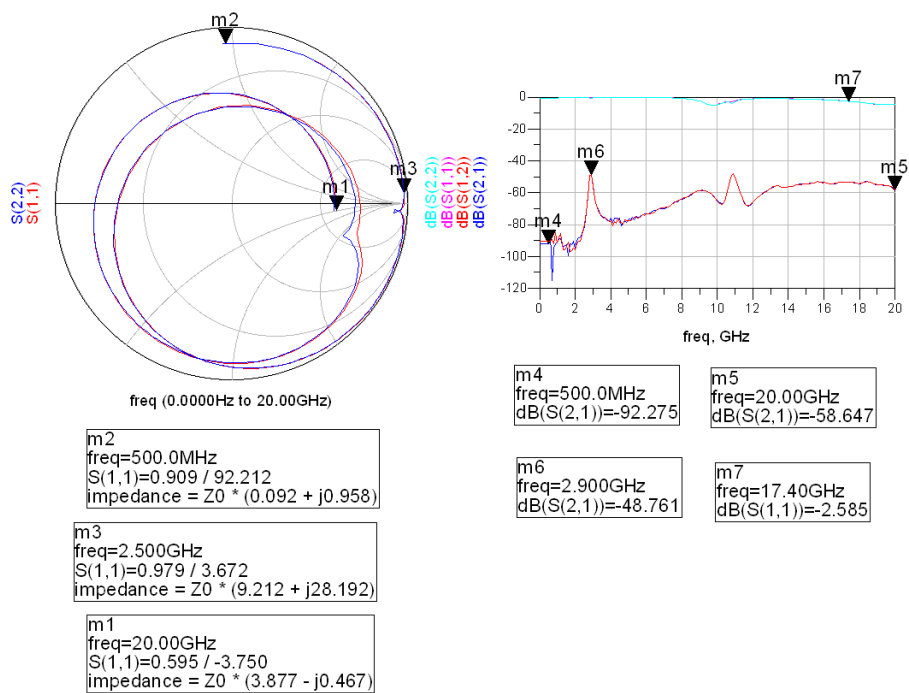 m2
m3
m1
S(2,2)
S(1,1)
freq (0.0000Hz to 20.00GHz)
m2
freq=500.0MHz
S(1,1)=0.909 / 92.212
impedance = Z0 * (0.092 + j0.958)
m3
freq=2.500GHz
S(1,1)=0.979 / 3.672
impedance = Z0 * (9.212 + j28.192)
m1
freq=20.00GHz
S(1,1)=0.595 / -3.750
impedance = Z0 * (3.877 - j0.467)
m7
m6
m5
m4
dB(S(2,2))
dB(S(1,1))
dB(S(1,2))
dB(S(2,1))
0
-20
-40
-60
-80
-100
-120
0 2 4 6 8 10 12 14 16 18 20
freq, GHz
m4
freq=500.0MHz
dB(S(2,1))=-92.275
m5
freq=20.00GHz
dB(S(2,1))=-58.647
m6
freq=2.900GHz
dB(S(2,1))=-48.761
m7
freq=17.40GHz
dB(S(1,1))=-2.585